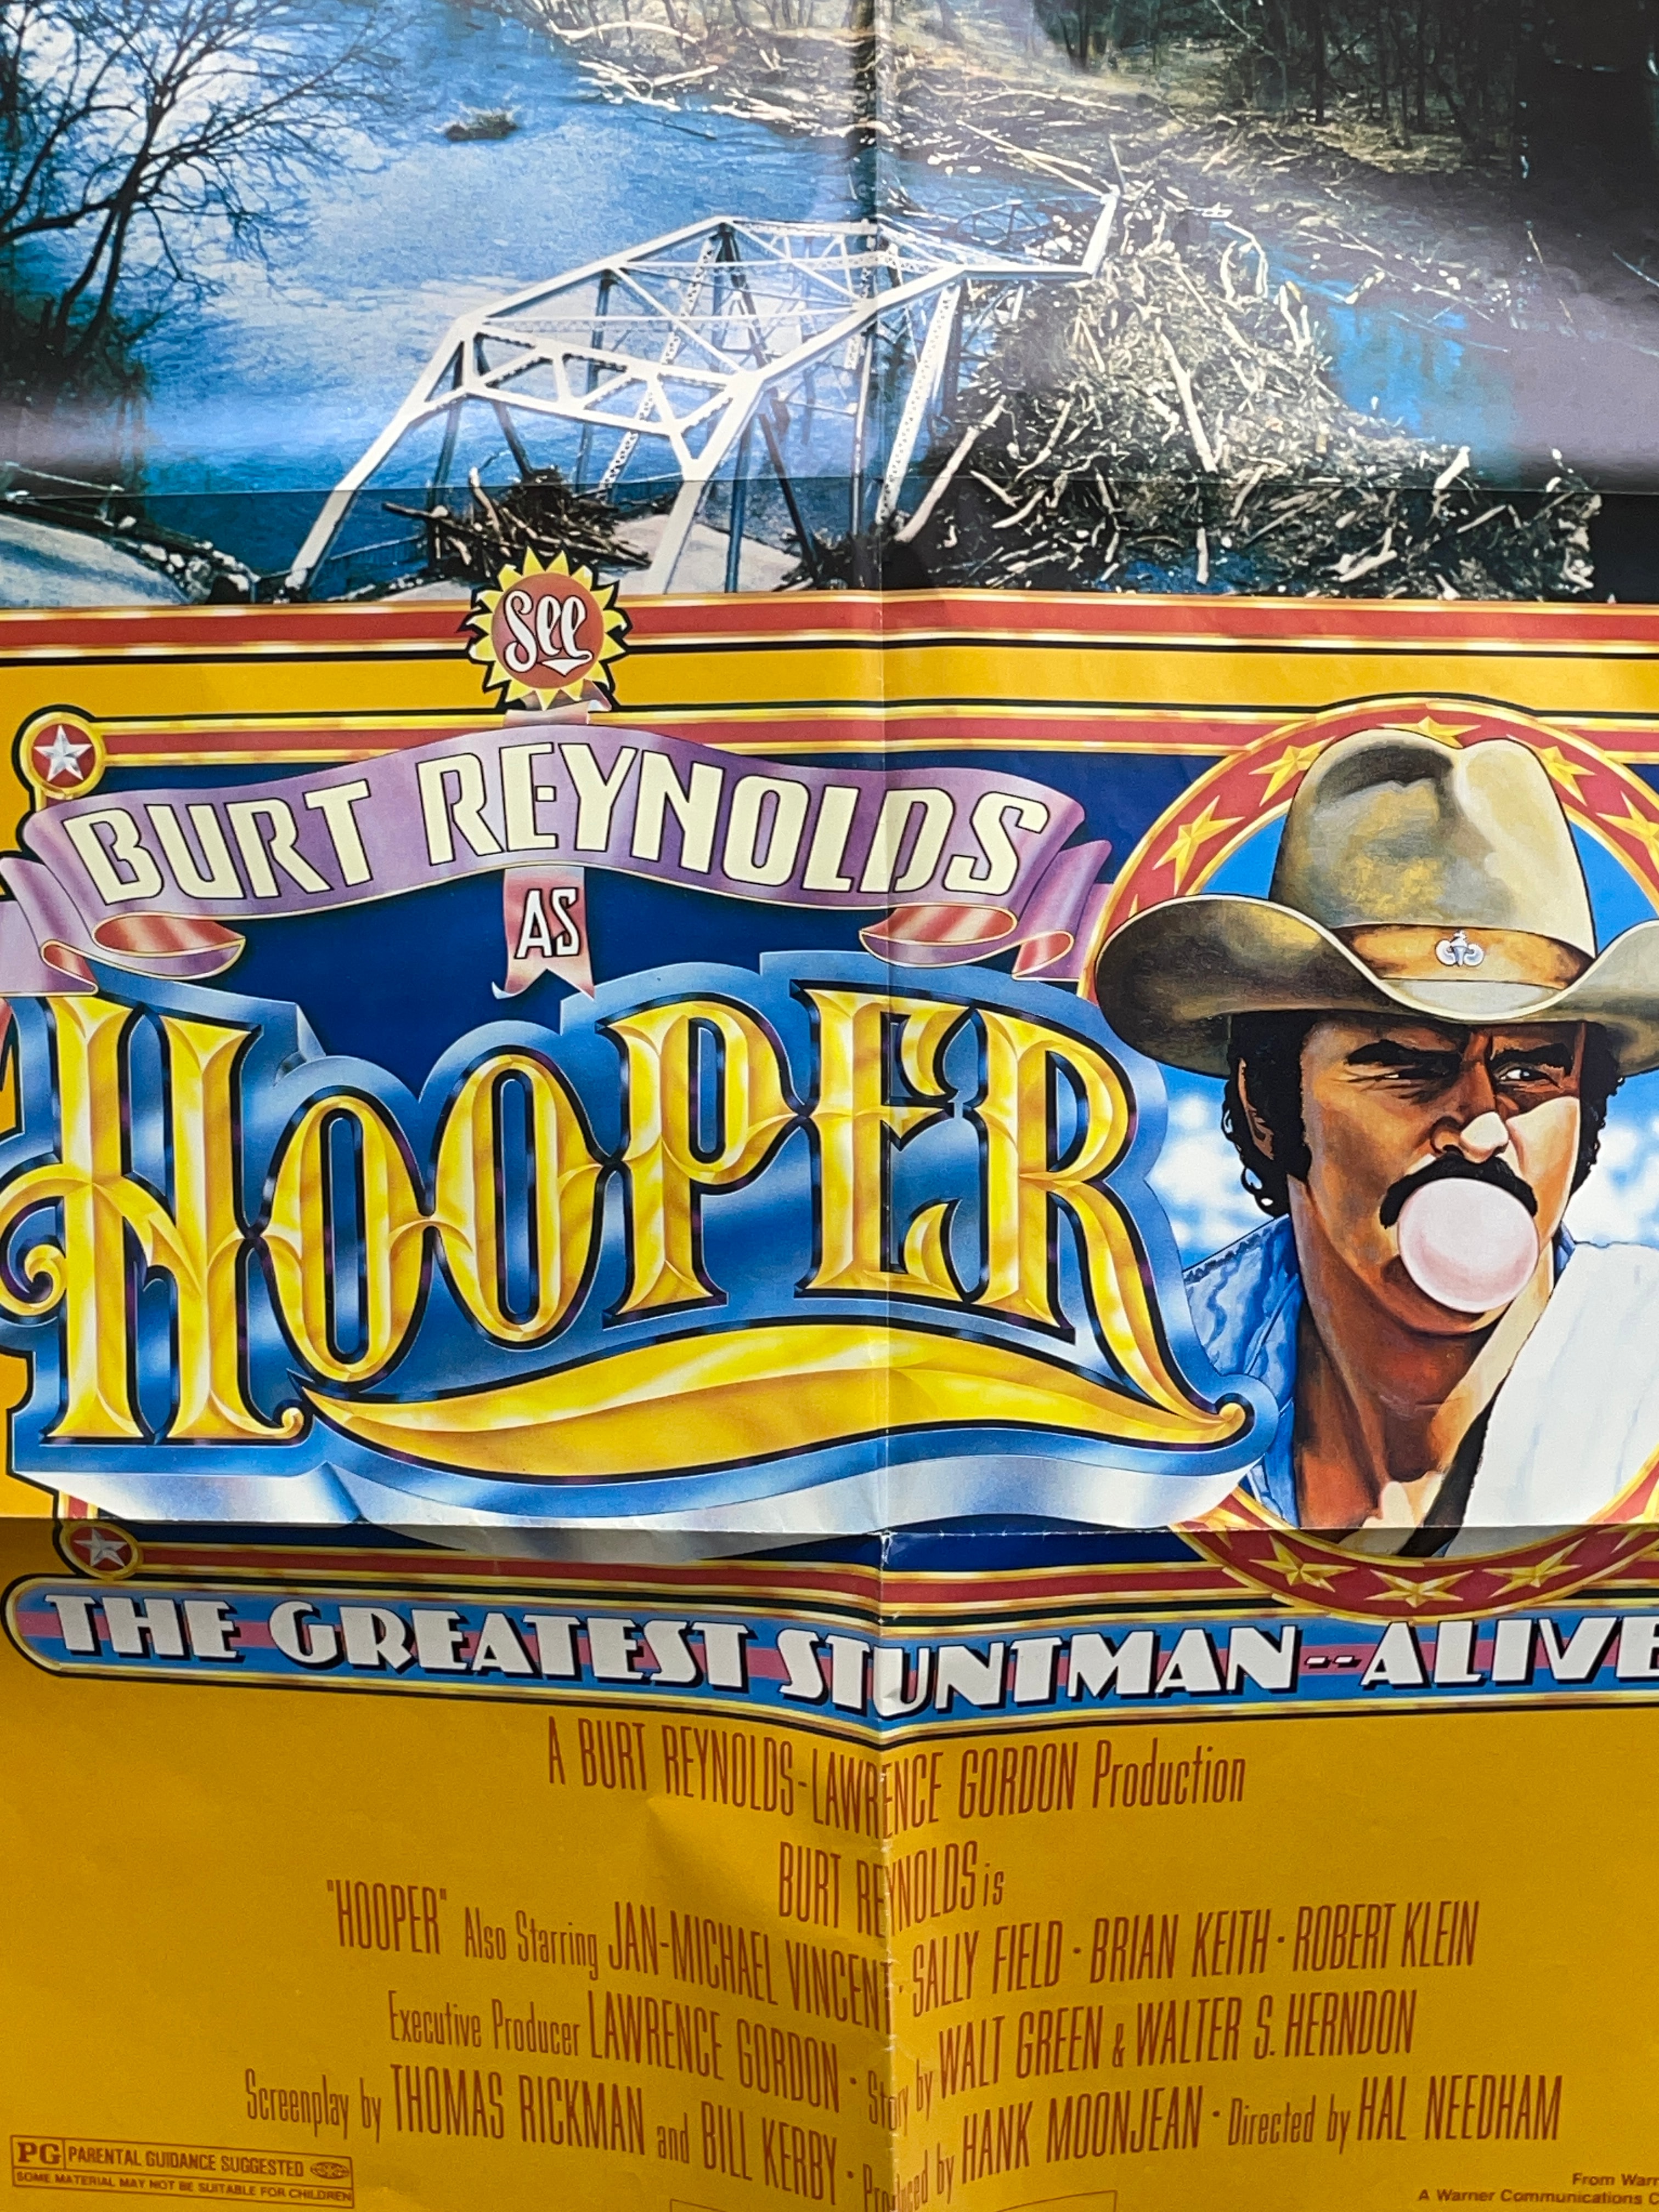 See
BURT REYNOLDS
AS
HOOPER
THE GREATEST STUNTMAN--ALIVE
A BURT REYNOLDS-LAWRENCE GORDON Production
BURT REYNOLDS is
"HOOPER" Also Starring JAN-MICHAEL VINCENT · SALLY FIELD · BRIAN KEITH · ROBERT KLEIN
Executive Producer LAWRENCE GORDON · Story by WALT GREEN & WALTER S. HERNDON
Screenplay by THOMAS RICKMAN and BILL KERBY · Produced by HANK MOONJEAN · Directed by HAL NEEDHAM
PG PARENTAL GUIDANCE SUGGESTED
SOME MATERIAL MAY NOT BE SUITABLE FOR CHILDREN
From Warn
A Warner Communications C